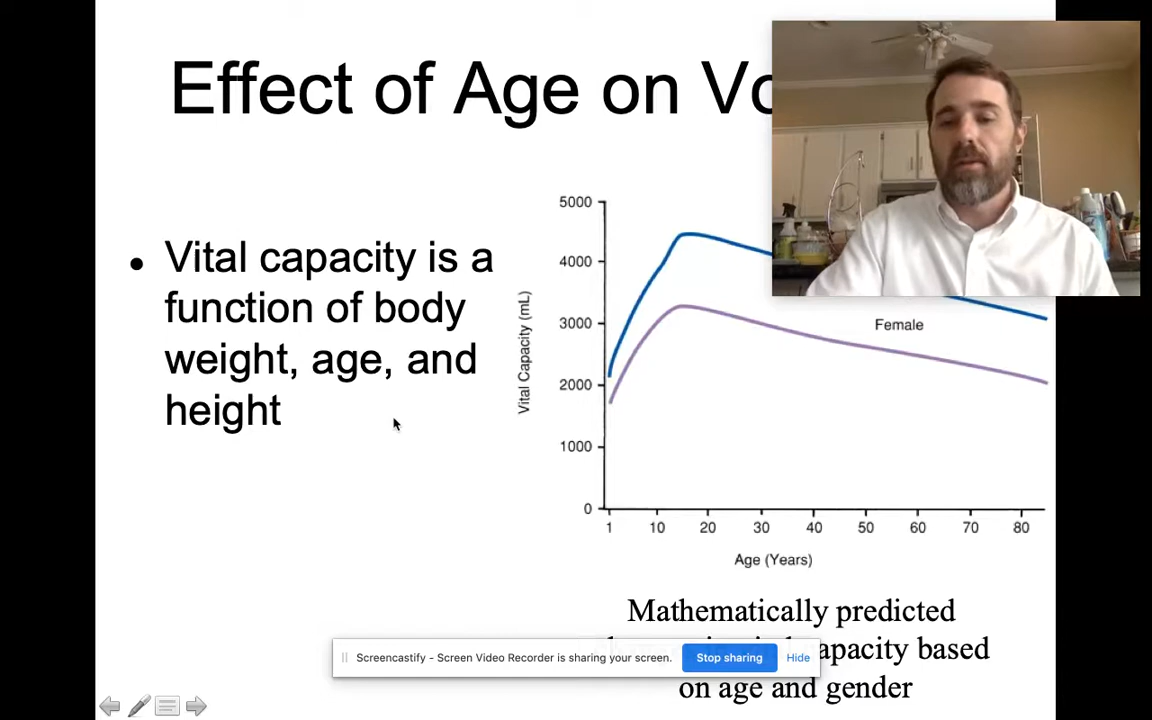 Effect of Age on
Vital capacity is a
function of body
weight, age, and
height
5000
4000
3000
2000
1000
0
Vital Capacity (mL)
Female
1 10 20 30 40 50 60 70 80
Age (Years)
Mathematically predicted
based
on age and gender
Screencastify - Screen Video Recorder is sharing your screen. Stop sharing Hide